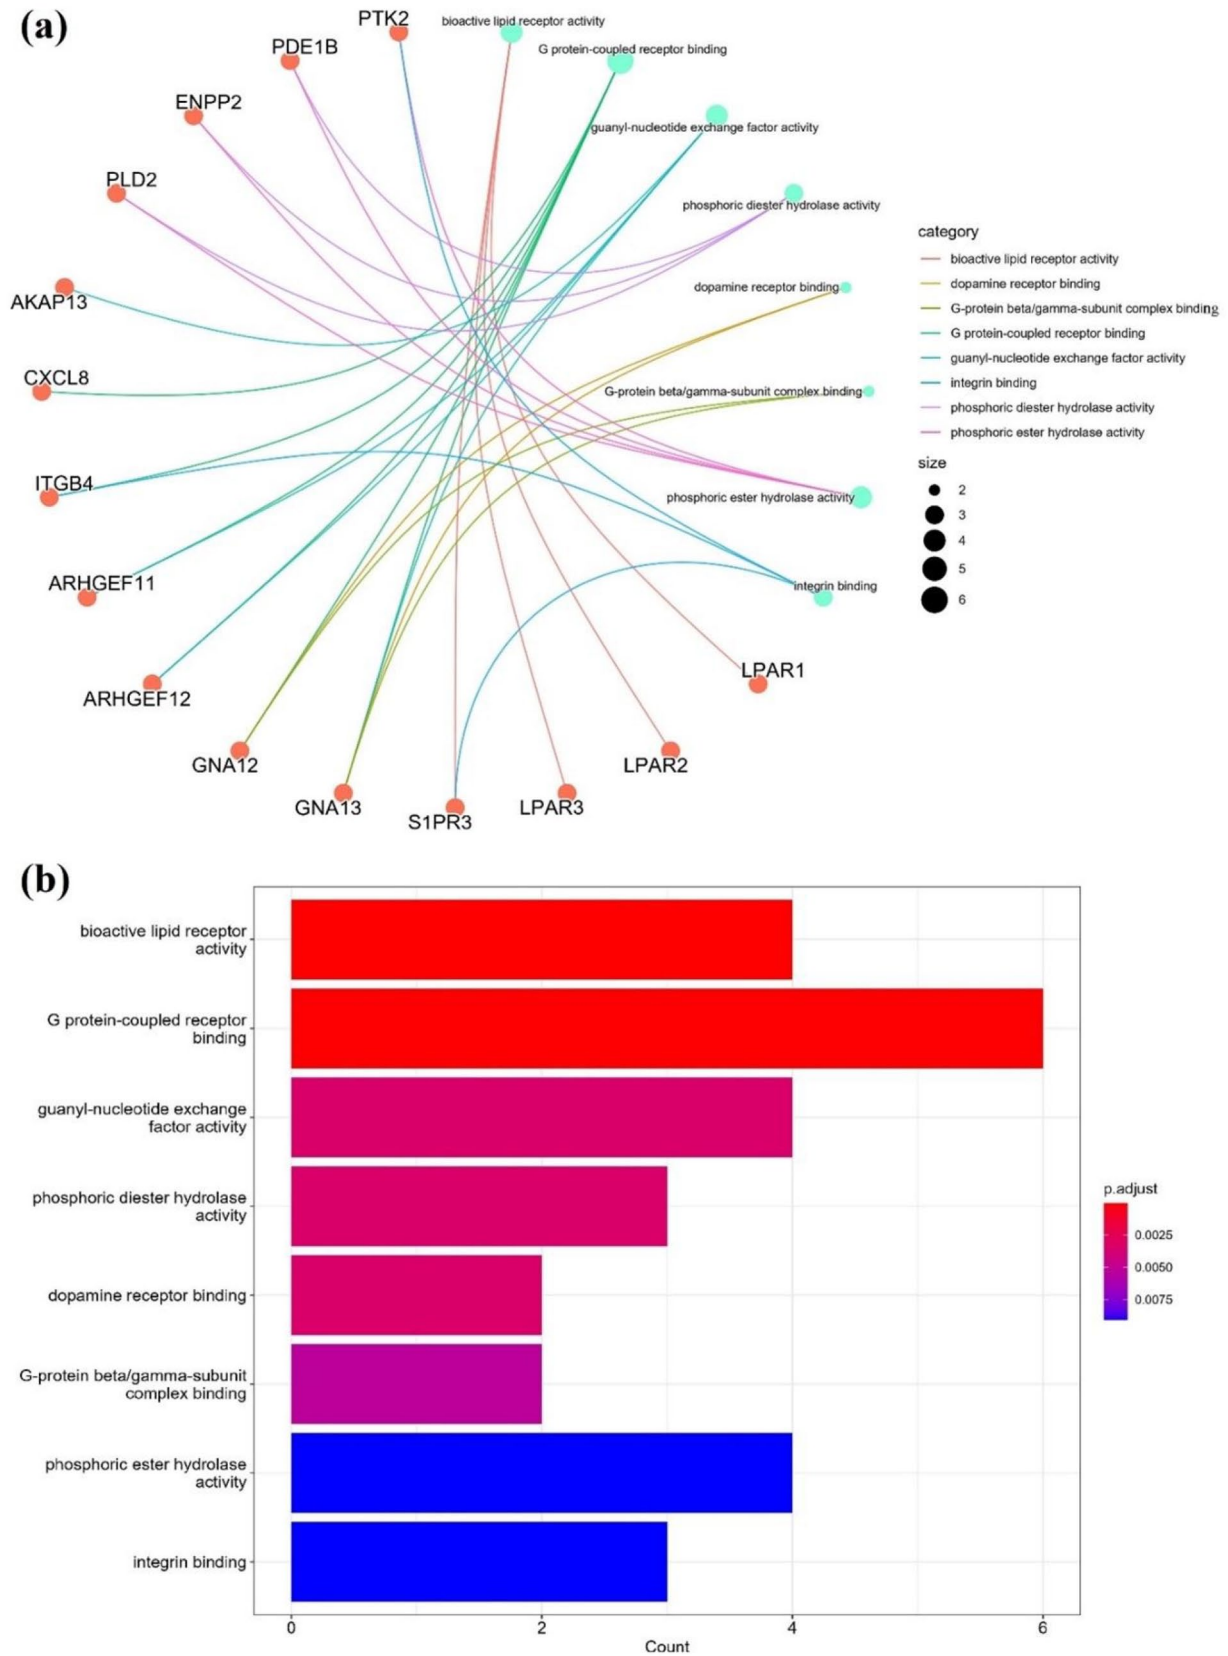 (a)
PTK2
bioactive lipid receptor activity
PDE1B
G protein-coupled receptor binding
ENPP2
guanyl-nucleotide exchange factor activity
PLD2
phosphoric diester hydrolase activity
AKAP13
dopamine receptor binding
CXCL8
G-protein beta/gamma-subunit complex binding
ITGB4
phosphoric ester hydrolase activity
ARHGEF11
integrin binding
ARHGEF12
LPAR1
GNA12
LPAR2
GNA13
S1PR3
LPAR3
category
bioactive lipid receptor activity
dopamine receptor binding
G-protein beta/gamma-subunit complex binding
G protein-coupled receptor binding
guanyl-nucleotide exchange factor activity
integrin binding
phosphoric diester hydrolase activity
phosphoric ester hydrolase activity
size
2
3
4
5
6
(b)
bioactive lipid receptor
activity
G protein-coupled receptor
binding
guanyl-nucleotide exchange
factor activity
phosphoric diester hydrolase
activity
dopamine receptor binding
G-protein beta/gamma-subunit
complex binding
phosphoric ester hydrolase
activity
integrin binding
0
2
4
6
Count
p.adjust
0.0025
0.0050
0.0075